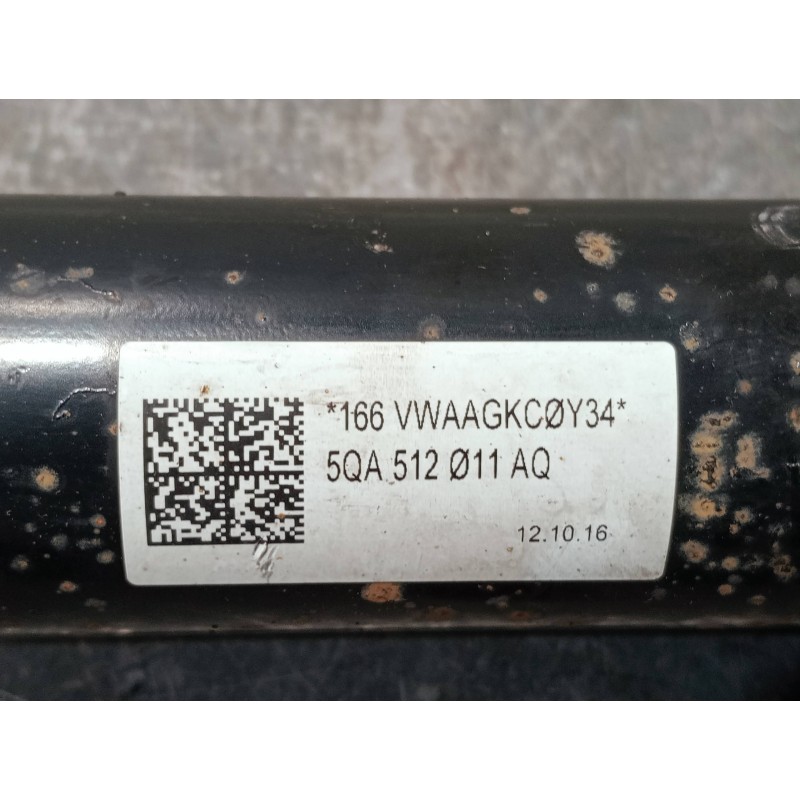 *166 VWAAGKCØY34*
5QA 512 Ø11 AQ
12.10.16